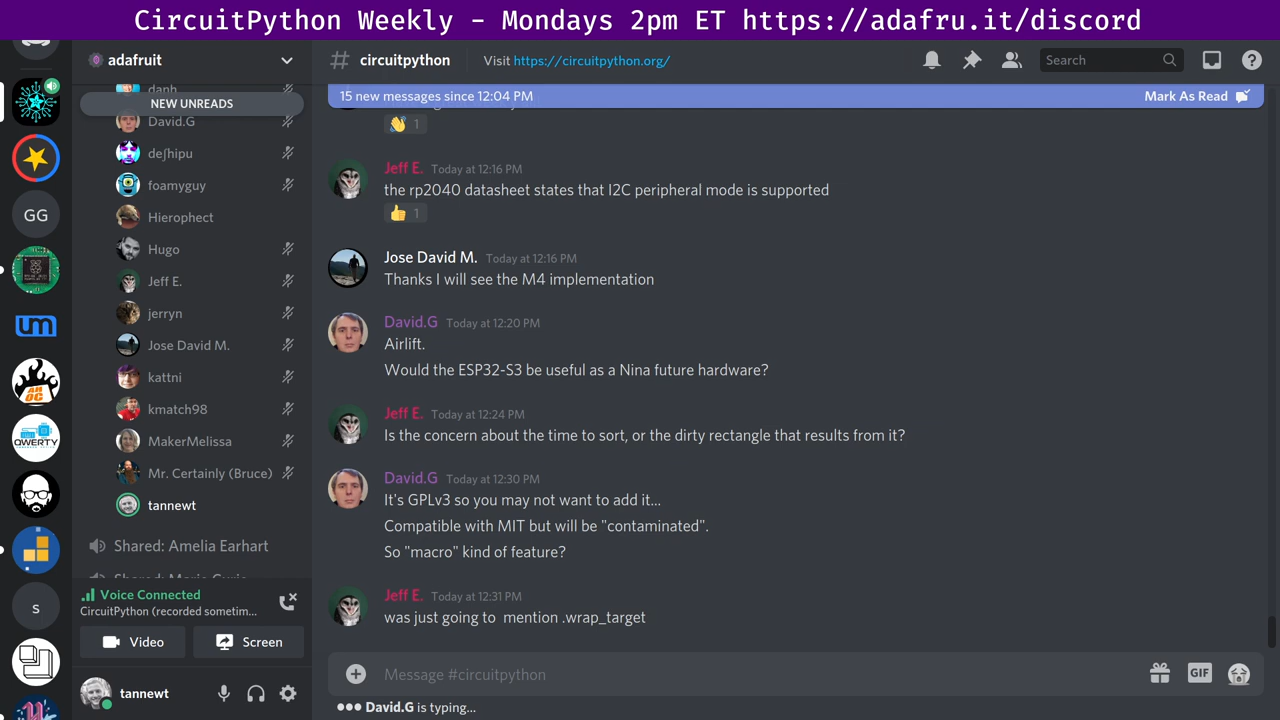 CircuitPython Weekly - Mondays 2pm ET https://adafru.it/discord
adafruit
# circuitpython
Visit https://circuitpython.org/
Search
danh
NEW UNREADS
David.G
deʃhipu
foamyguy
GG
Hierophect
Hugo
Jeff E.
jerryn
Jose David M.
kattni
kmatch98
MakerMelissa
QWERTY
Mr. Certainly (Bruce)
tannewt
Shared: Amelia Earhart
Shared: Marie Curie
s
Voice Connected
CircuitPython (recorded sometim...
Video
Screen
tannewt
15 new messages since 12:04 PM
Mark As Read
1
Jeff E. Today at 12:16 PM
the rp2040 datasheet states that I2C peripheral mode is supported
1
Jose David M. Today at 12:16 PM
Thanks I will see the M4 implementation
David.G Today at 12:20 PM
Airlift.
Would the ESP32-S3 be useful as a Nina future hardware?
Jeff E. Today at 12:24 PM
Is the concern about the time to sort, or the dirty rectangle that results from it?
David.G Today at 12:30 PM
It's GPLv3 so you may not want to add it...
Compatible with MIT but will be "contaminated".
So "macro" kind of feature?
Jeff E. Today at 12:31 PM
was just going to mention .wrap_target
Message #circuitpython
GIF
David.G is typing...